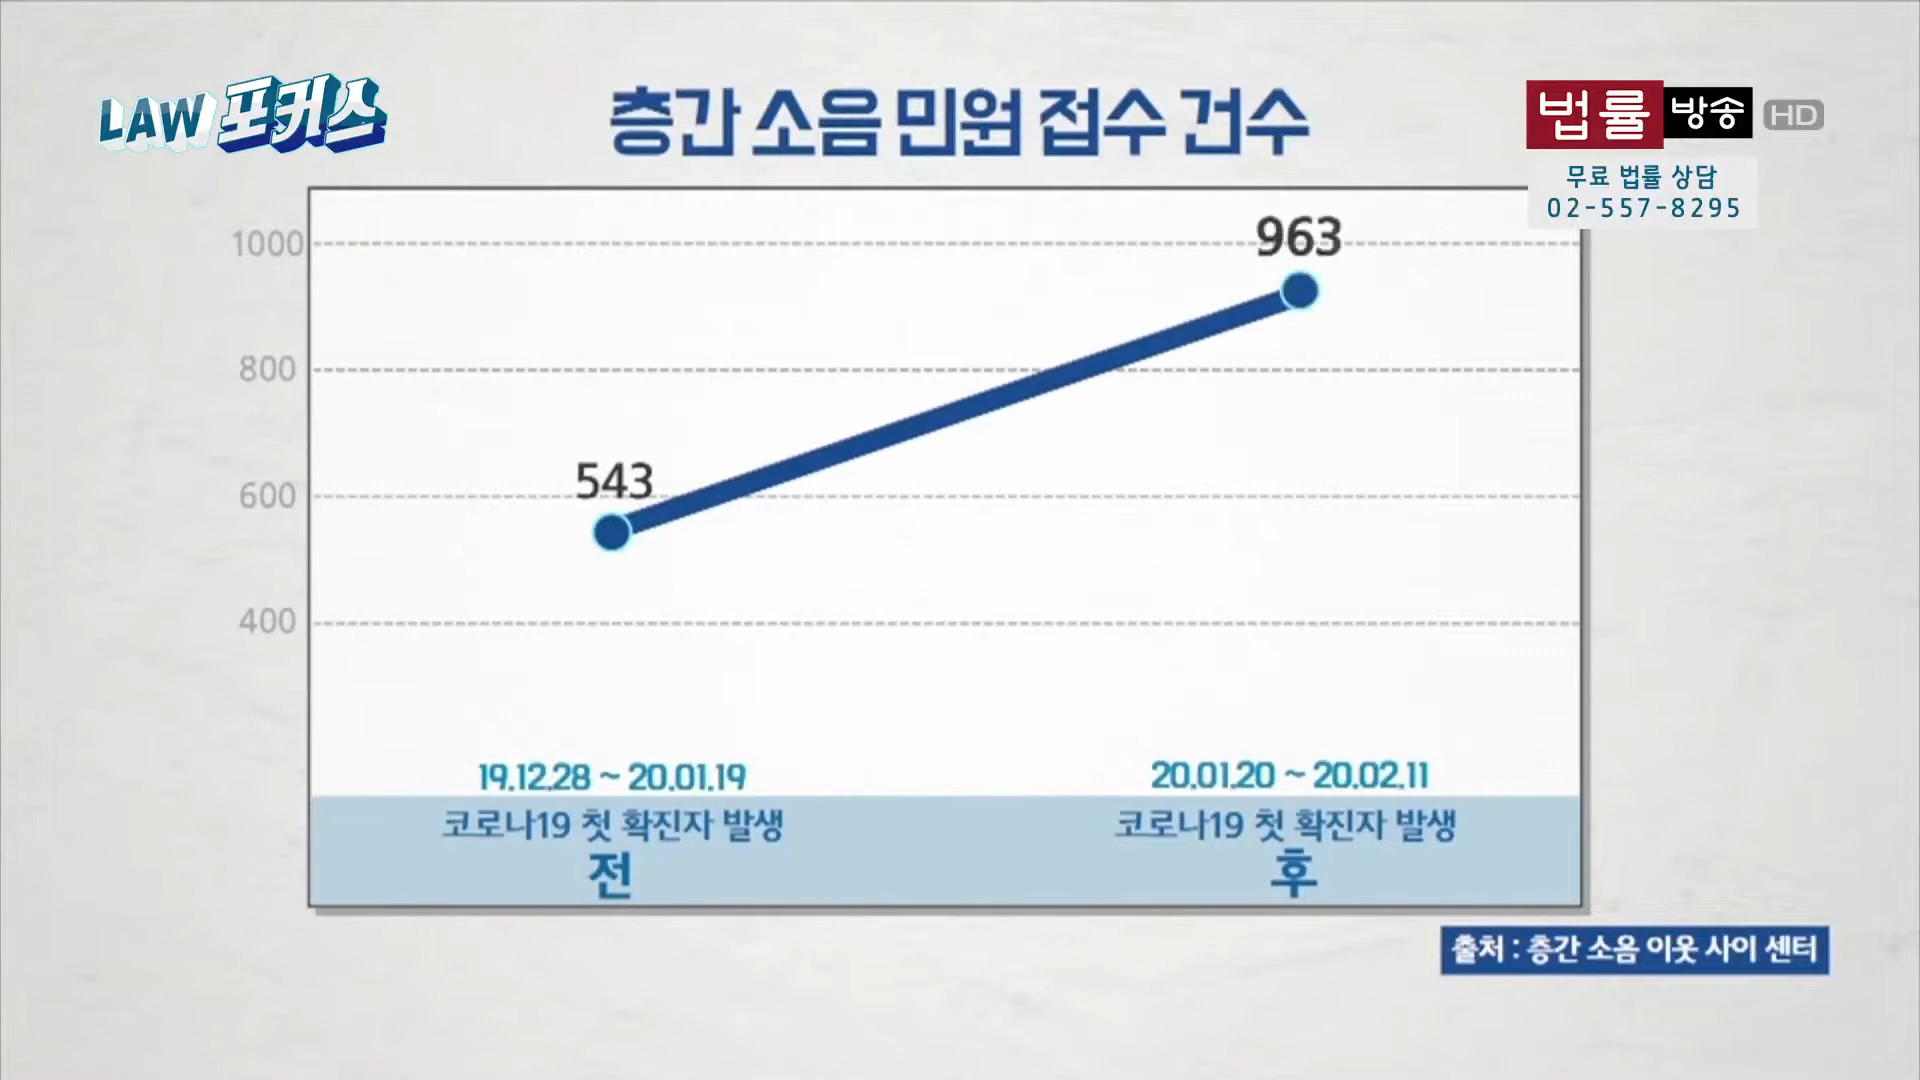 LAW 포커스
층간 소음 민원 접수 건수
법률방송 HD
무료 법률 상담
02-557-8295
1000
800
600
400
963
543
19.12.28 ~ 20.01.19
20.01.20 ~ 20.02.11
코로나19 첫 확진자 발생
전
코로나19 첫 확진자 발생
후
출처 : 층간 소음 이웃 사이 센터